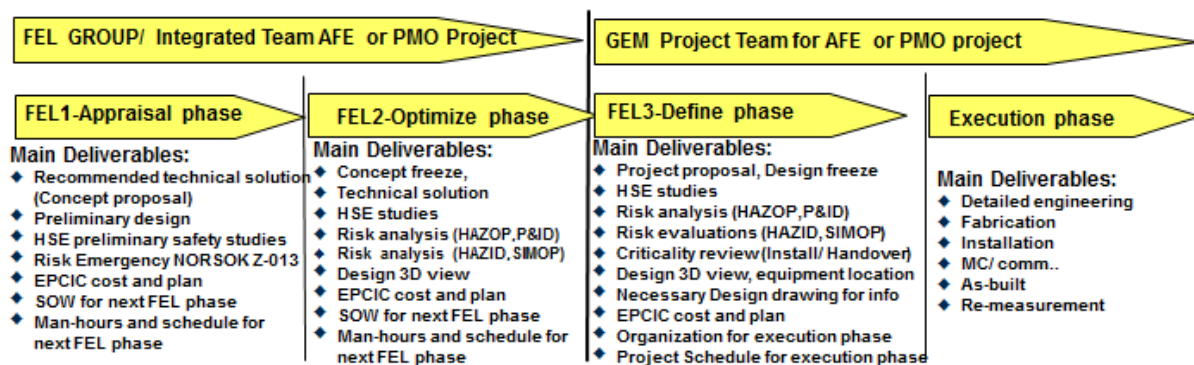 FEL GROUP/ Integrated Team AFE or PMO Project
GEM Project Team for AFE or PMO project
FEL1-Appraisal phase
Main Deliverables:
Recommended technical solution
(Concept proposal)
Preliminary design
HSE preliminary safety studies
Risk Emergency NORSOK Z-013
EPCIC cost and plan
SOW for next FEL phase
Man-hours and schedule for
next FEL phase
FEL2-Optimize phase
Main Deliverables:
Concept freeze,
Technical solution
HSE studies
Risk analysis (HAZOP,P&ID)
Risk analysis (HAZID, SIMOP)
Design 3D view
EPCIC cost and plan
SOW for next FEL phase
Man-hours and schedule for
next FEL phase
FEL3-Define phase
Main Deliverables:
Project proposal, Design freeze
HSE studies
Risk analysis (HAZOP,P&ID)
Risk evaluations (HAZID, SIMOP)
Criticality review (Install/ Handover)
Design 3D view, equipment location
Necessary Design drawing for info
EPCIC cost and plan
Organization for execution phase
Project Schedule for execution phase
Execution phase
Main Deliverables:
Detailed engineering
Fabrication
Installation
MC/ comm..
As-built
Re-measurement